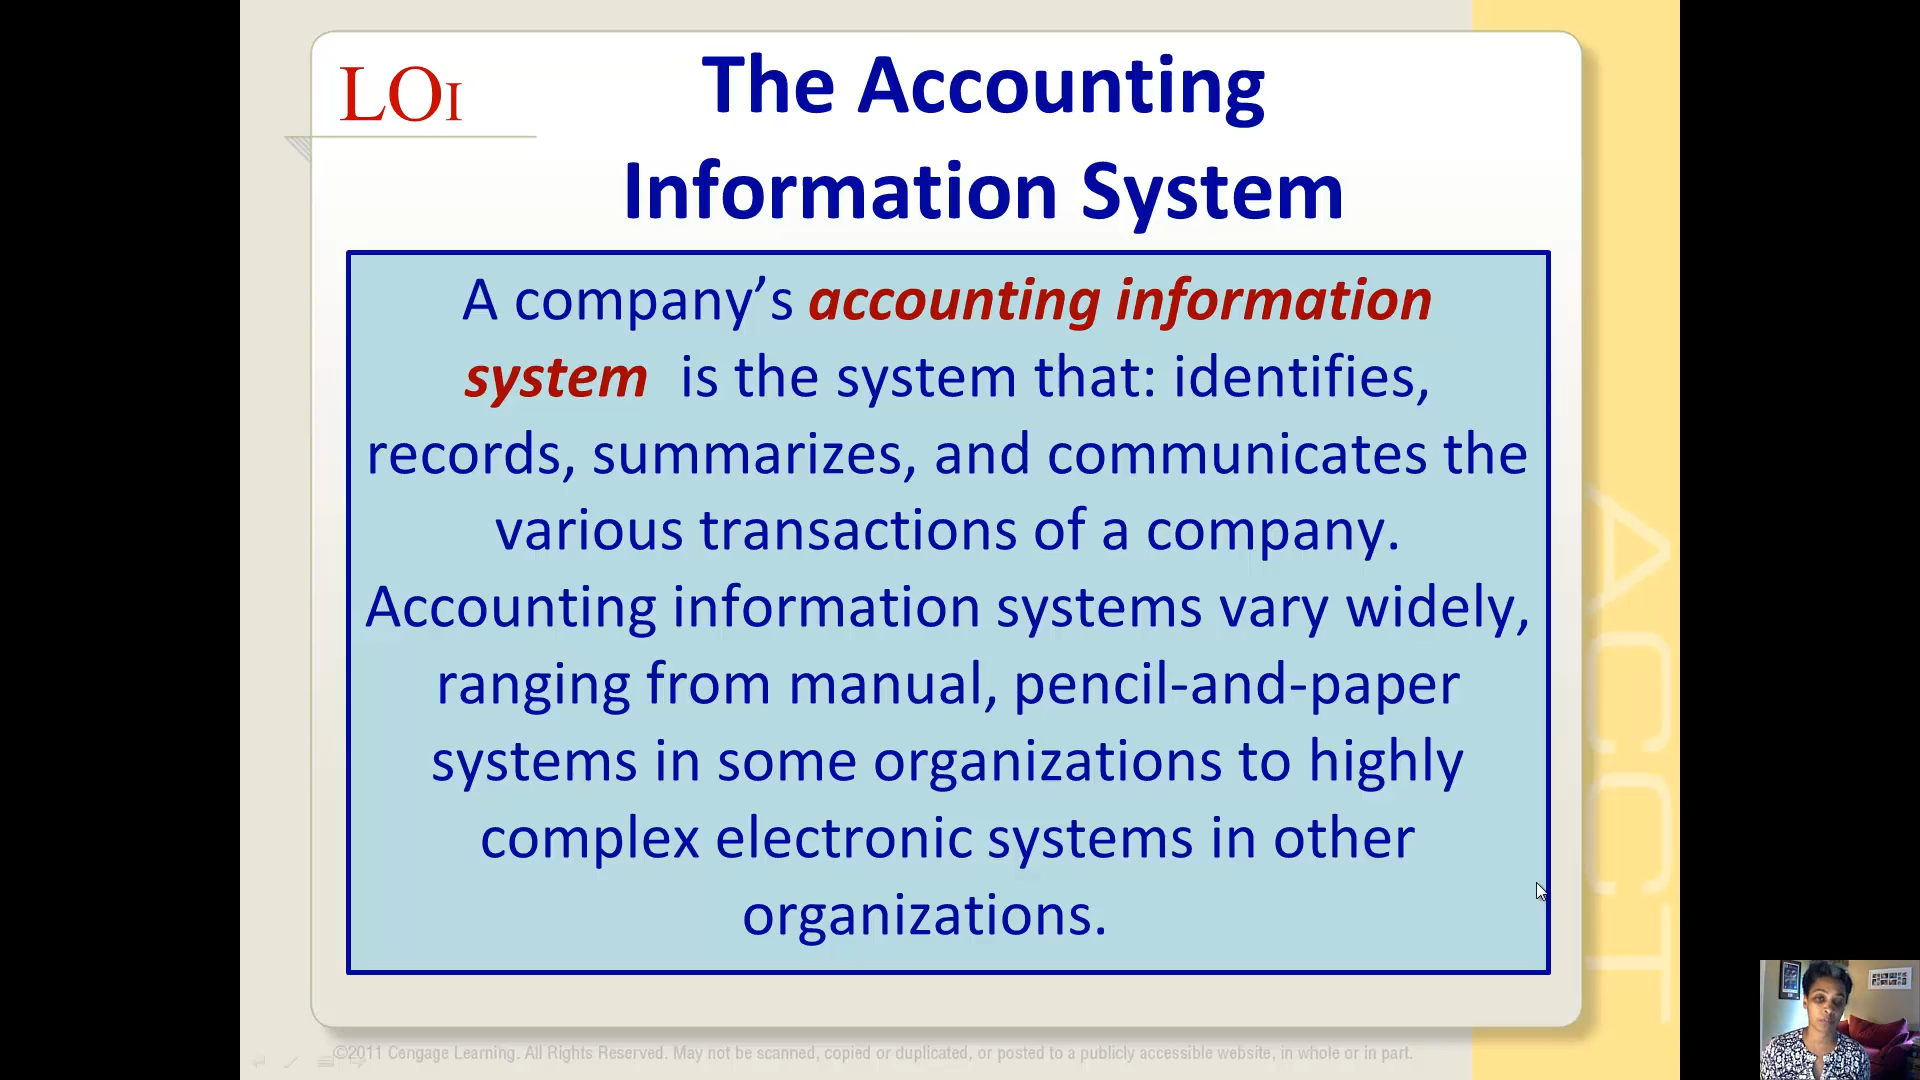 LO1
The Accounting
Information System
A company’s accounting information
system is the system that: identifies,
records, summarizes, and communicates the
various transactions of a company.
Accounting information systems vary widely,
ranging from manual, pencil-and-paper
systems in some organizations to highly
complex electronic systems in other
organizations.
ACCT
©2011 Cengage Learning. All Rights Reserved. May not be scanned, copied or duplicated, or posted to a publicly accessible website, in whole or in part.